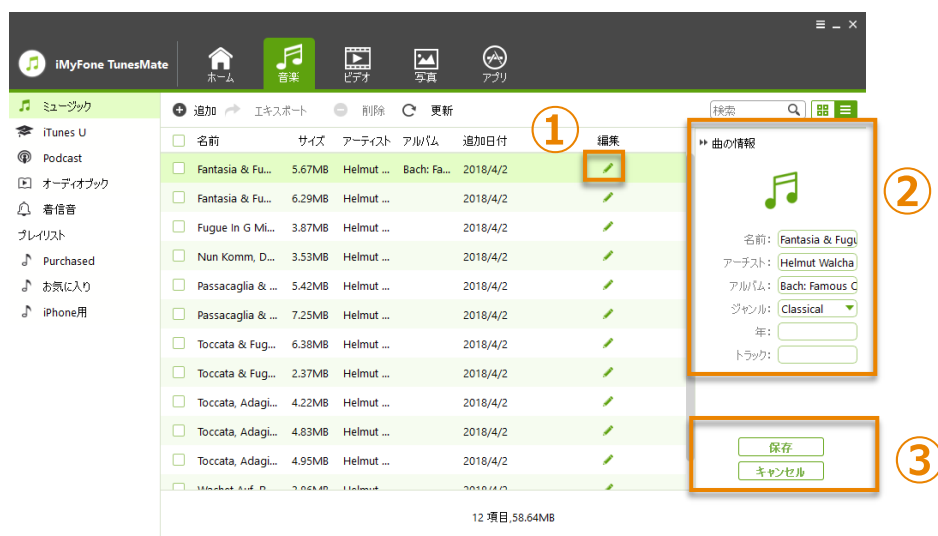 iMyFone TunesMate
ホーム
音楽
ビデオ
写真
アプリ
ミュージック
iTunes U
Podcast
オーディオブック
着信音
プレイリスト
Purchased
お気に入り
iPhone用
追加 エキスポート 削除 更新
検索
名前 サイズ アーティスト アルバム 追加日付 編集
Fantasia & Fu... 5.67MB Helmut ... Bach: Fa... 2018/4/2
Fantasia & Fu... 6.29MB Helmut ... 2018/4/2
Fugue In G Mi... 3.87MB Helmut ... 2018/4/2
Nun Komm, D... 3.53MB Helmut ... 2018/4/2
Passacaglia & ... 5.42MB Helmut ... 2018/4/2
Passacaglia & ... 7.25MB Helmut ... 2018/4/2
Toccata & Fug... 6.38MB Helmut ... 2018/4/2
Toccata & Fug... 2.37MB Helmut ... 2018/4/2
Toccata, Adagi... 4.22MB Helmut ... 2018/4/2
Toccata, Adagi... 4.83MB Helmut ... 2018/4/2
Toccata, Adagi... 4.95MB Helmut ... 2018/4/2
12 項目,58.64MB
①
②
曲の情報
名前: Fantasia & Fugu
アーチスト: Helmut Walcha
アルバム: Bach: Famous C
ジャンル: Classical
年:
トラック:
③
保存
キャンセル